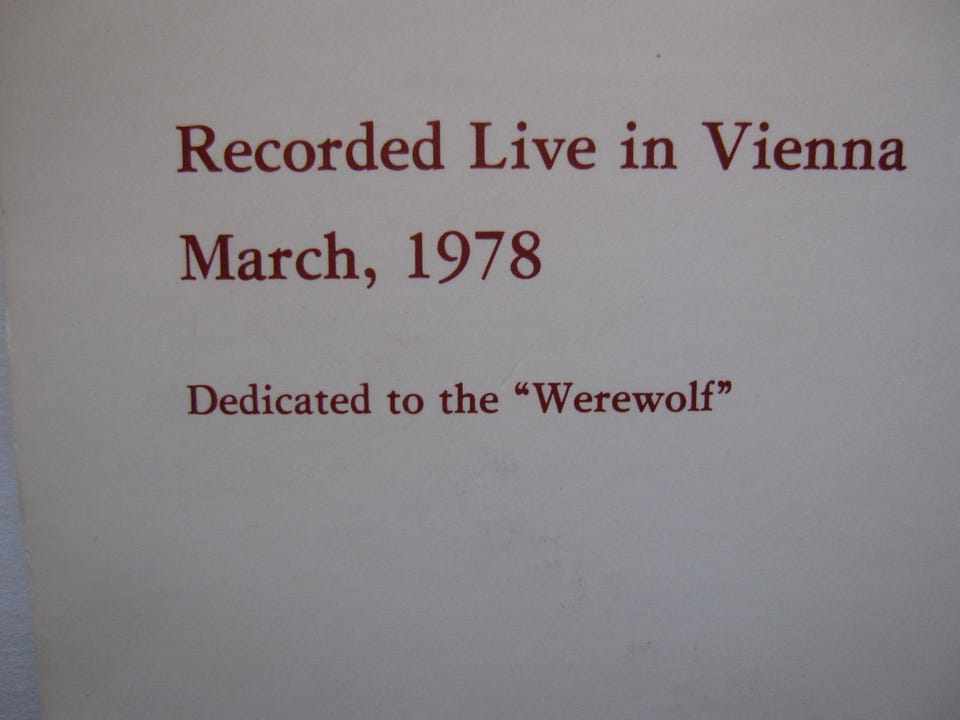 Recorded Live in Vienna
March, 1978
Dedicated to the “Werewolf”